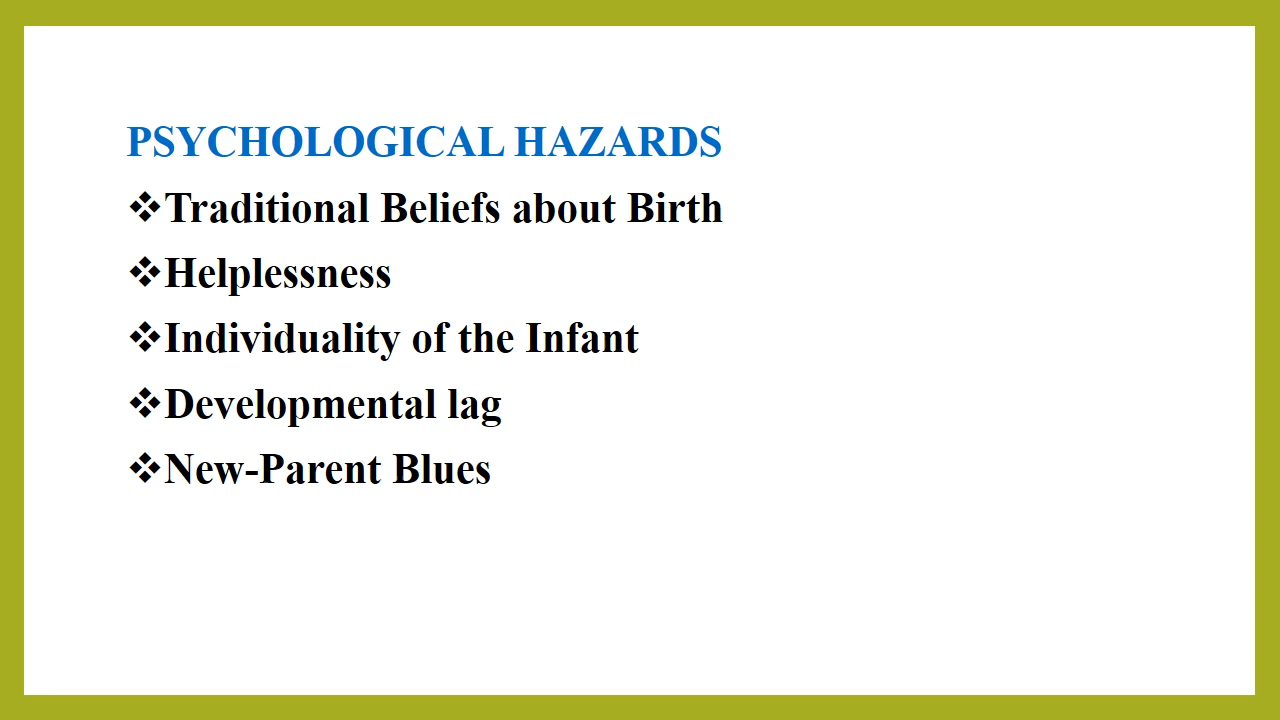 PSYCHOLOGICAL HAZARDS
❖Traditional Beliefs about Birth
❖Helplessness
❖Individuality of the Infant
❖Developmental lag
❖New-Parent Blues